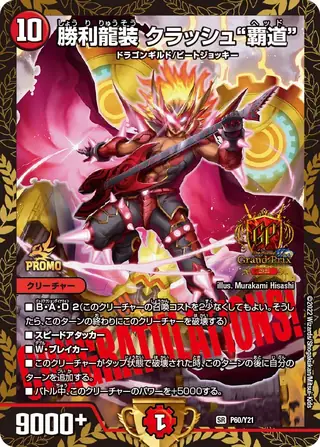 10
しょうりりゅうそう ヘッド
勝利龍装 クラッシュ“覇道”
ドラゴンギルド/ビートジョッキー
PROMO
GP
GrandPrix
illus. Murakami Hisashi
クリーチャー
■B・A・D 2(このクリーチャーの召喚コストを2少なくしてもよい。そうし
たら、このターンの終わりにこのクリーチャーを破壊する)
■スピードアタッカー
■W・ブレイカー
■このクリーチャーがタップ状態で破壊された時、このターンの後に自分の
ターンを追加する。
■バトル中、このクリーチャーのパワーを+5000する。
CONGRATULATIONS!
9000+
1
SR P60/Y21